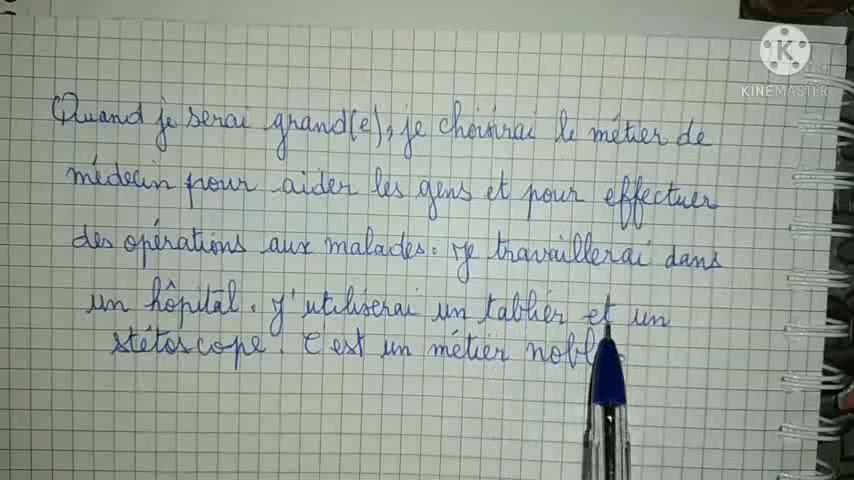 K
KINEMASTER
Quand je serai grand(e), je choisirai le métier de
médecin pour aider les gens et pour effectuer
des opérations aux malades. Je travaillerai dans
un hôpital. J'utiliserai un tablier et un
stétoscope. C'est un métier noble.